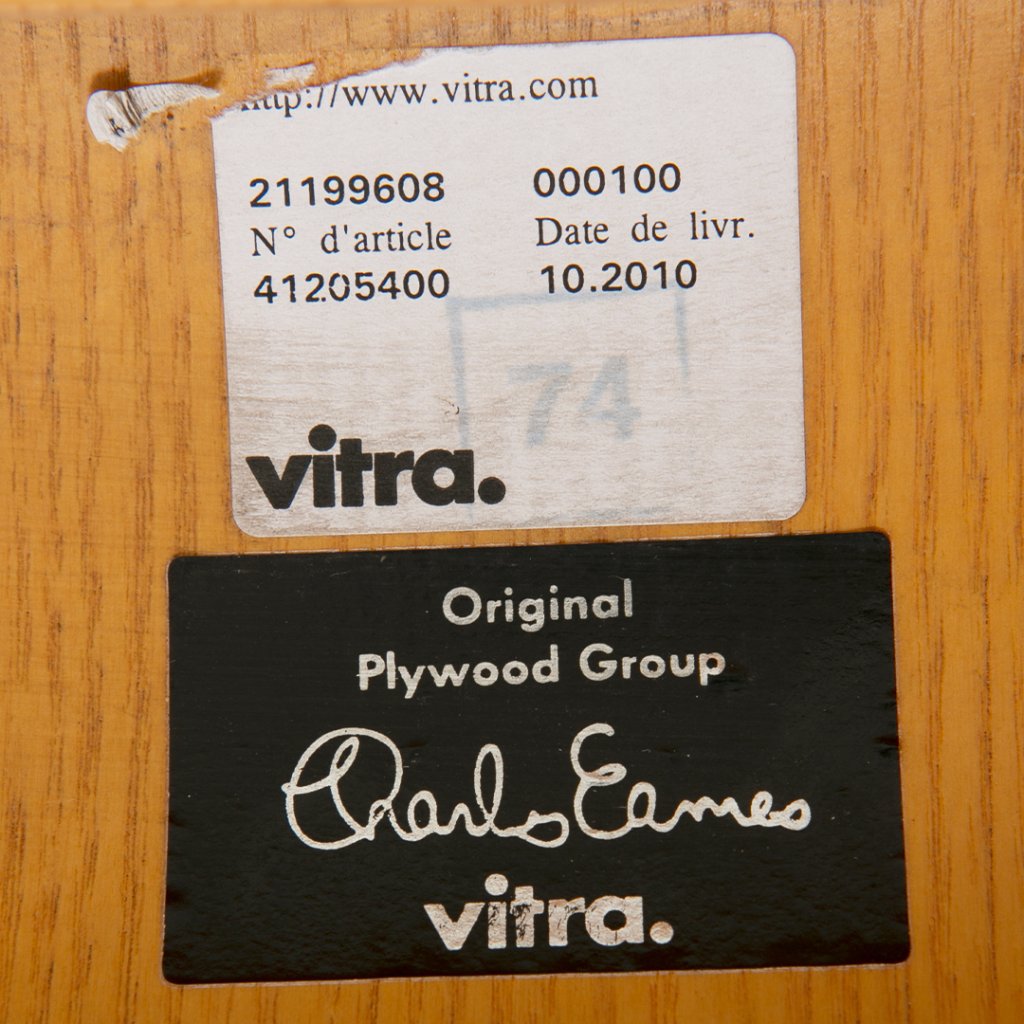 http://www.vitra.com
21199608 000100
N° d'article Date de livr.
41205400 10.2010
74
vitra.
Original
Plywood Group
Charles Eames
vitra.